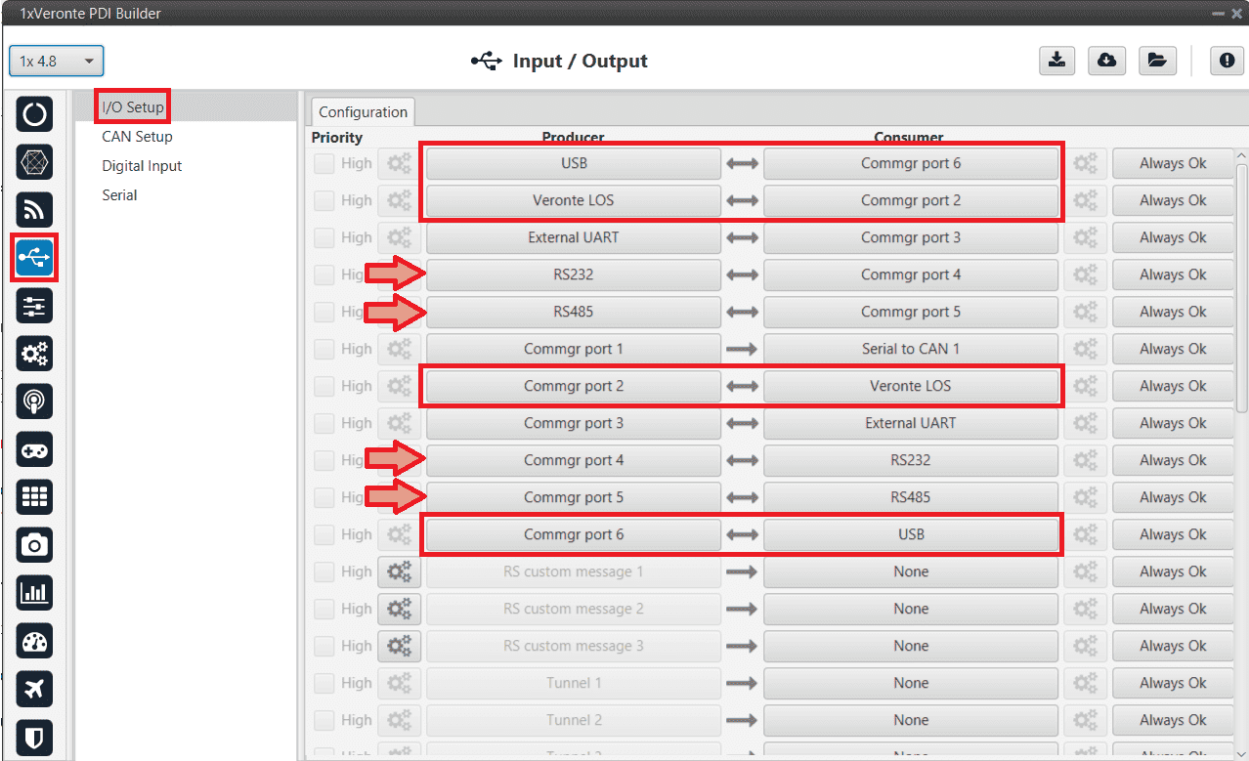 1xVeronte PDI Builder
1x 4.8
Input / Output
I/O Setup
CAN Setup
Digital Input
Serial
Configuration
Priority Producer Consumer
High USB Commgr port 6 Always Ok
High Veronte LOS Commgr port 2 Always Ok
High External UART Commgr port 3 Always Ok
Hig RS232 Commgr port 4 Always Ok
Hig RS485 Commgr port 5 Always Ok
High Commgr port 1 Serial to CAN 1 Always Ok
High Commgr port 2 Veronte LOS Always Ok
High Commgr port 3 External UART Always Ok
Hig Commgr port 4 RS232 Always Ok
Hig Commgr port 5 RS485 Always Ok
High Commgr port 6 USB Always Ok
High RS custom message 1 None Always Ok
High RS custom message 2 None Always Ok
High RS custom message 3 None Always Ok
High Tunnel 1 None Always Ok
High Tunnel 2 None Always Ok